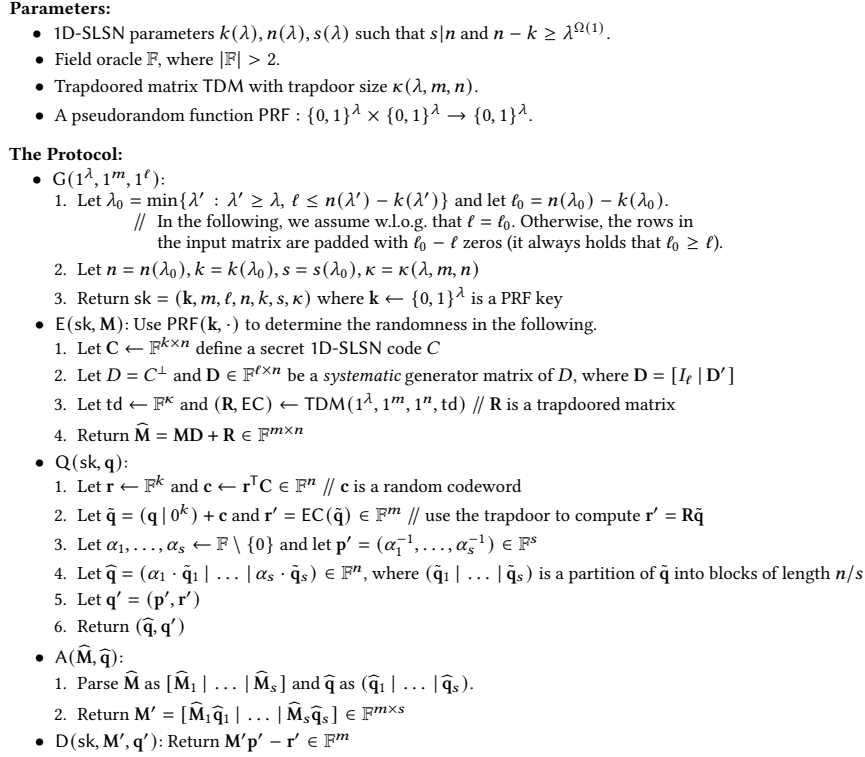 Parameters:
• 1D-SLSN parameters k(λ), n(λ), s(λ) such that s|n and n − k ≥ λ^{Ω(1)}.
• Field oracle 𝔽, where |𝔽| > 2.
• Trapdoored matrix TDM with trapdoor size κ(λ, m, n).
• A pseudorandom function PRF : {0, 1}^λ × {0, 1}^λ → {0, 1}^λ.
The Protocol:
• G(1^λ, 1^m, 1^ℓ):
1. Let λ₀ = min{λ′ : λ′ ≥ λ, ℓ ≤ n(λ′) − k(λ′)} and let ℓ₀ = n(λ₀) − k(λ₀).
// In the following, we assume w.l.o.g. that ℓ = ℓ₀. Otherwise, the rows in
the input matrix are padded with ℓ₀ − ℓ zeros (it always holds that ℓ₀ ≥ ℓ).
2. Let n = n(λ₀), k = k(λ₀), s = s(λ₀), κ = κ(λ, m, n)
3. Return sk = (𝐤, m, ℓ, n, k, s, κ) where 𝐤 ← {0, 1}^λ is a PRF key
• E(sk, 𝐌): Use PRF(𝐤, ·) to determine the randomness in the following.
1. Let 𝐂 ← 𝔽^{k×n} define a secret 1D-SLSN code C
2. Let D = C^⊥ and 𝐃 ∈ 𝔽^{ℓ×n} be a systematic generator matrix of D, where 𝐃 = [I_ℓ | 𝐃′]
3. Let td ← 𝔽^κ and (𝐑, EC) ← TDM(1^λ, 1^m, 1^n, td) // 𝐑 is a trapdoored matrix
4. Return 𝐌̂ = 𝐌𝐃 + 𝐑 ∈ 𝔽^{m×n}
• Q(sk, 𝐪):
1. Let 𝐫 ← 𝔽^k and 𝐜 ← 𝐫^⊤𝐂 ∈ 𝔽^n // 𝐜 is a random codeword
2. Let 𝐪̃ = (𝐪 | 0^k) + 𝐜 and 𝐫′ = EC(𝐪̃) ∈ 𝔽^m // use the trapdoor to compute 𝐫′ = 𝐑𝐪̃
3. Let α₁, . . . , α_s ← 𝔽 \ {0} and let 𝐩′ = (α₁^{−1}, . . . , α_s^{−1}) ∈ 𝔽^s
4. Let 𝐪̂ = (α₁ · 𝐪̃₁ | . . . | α_s · 𝐪̃_s) ∈ 𝔽^n, where (𝐪̃₁ | . . . | 𝐪̃_s) is a partition of 𝐪̃ into blocks of length n/s
5. Let 𝐪′ = (𝐩′, 𝐫′)
6. Return (𝐪̂, 𝐪′)
• A(𝐌̂, 𝐪̂):
1. Parse 𝐌̂ as [𝐌̂₁ | . . . | 𝐌̂_s] and 𝐪̂ as (𝐪̂₁ | . . . | 𝐪̂_s).
2. Return 𝐌′ = [𝐌̂₁𝐪̂₁ | . . . | 𝐌̂_s𝐪̂_s] ∈ 𝔽^{m×s}
• D(sk, 𝐌′, 𝐪′): Return 𝐌′𝐩′ − 𝐫′ ∈ 𝔽^m